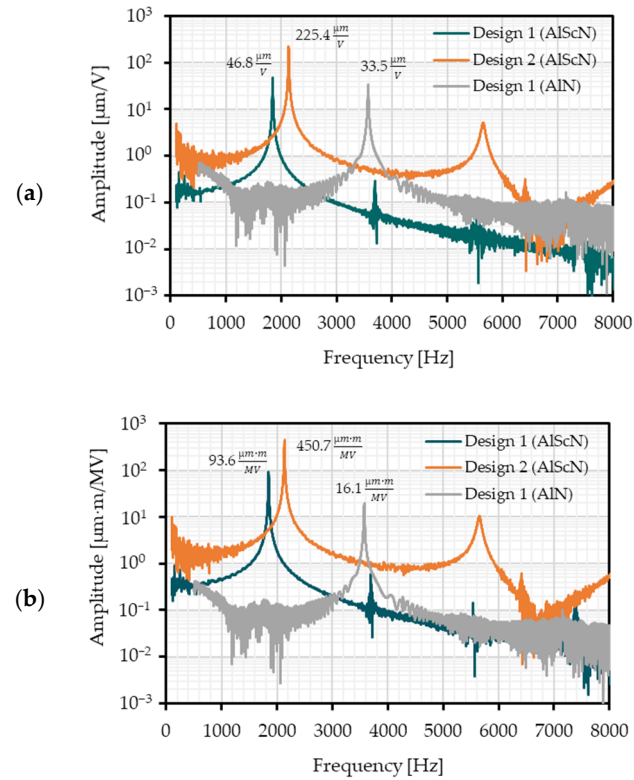 (a)
Amplitude [µm/V]
10³
10²
10¹
10⁰
10⁻¹
10⁻²
10⁻³
46.8 µm/V
225.4 µm/V
33.5 µm/V
Design 1 (AlScN)
Design 2 (AlScN)
Design 1 (AlN)
0 1000 2000 3000 4000 5000 6000 7000 8000
Frequency [Hz]
(b)
Amplitude [µm·m/MV]
10³
10²
10¹
10⁰
10⁻¹
10⁻²
10⁻³
93.6 µm·m/MV
450.7 µm·m/MV
16.1 µm·m/MV
Design 1 (AlScN)
Design 2 (AlScN)
Design 1 (AlN)
0 1000 2000 3000 4000 5000 6000 7000 8000
Frequency [Hz]